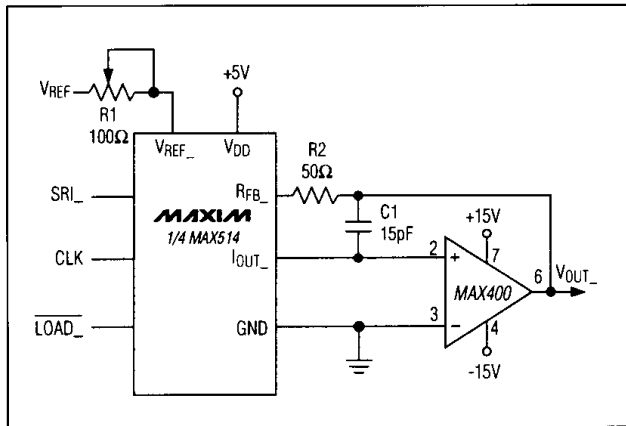 +5V
VREF
R1
100Ω
VREF_
VDD
R2
50Ω
RFB_
SRI_
MAXIM
1/4 MAX514
C1
15pF
+15V
CLK
IOUT_
2
+
7
6
VOUT_
MAX400
LOAD_
GND
3
–
4
-15V